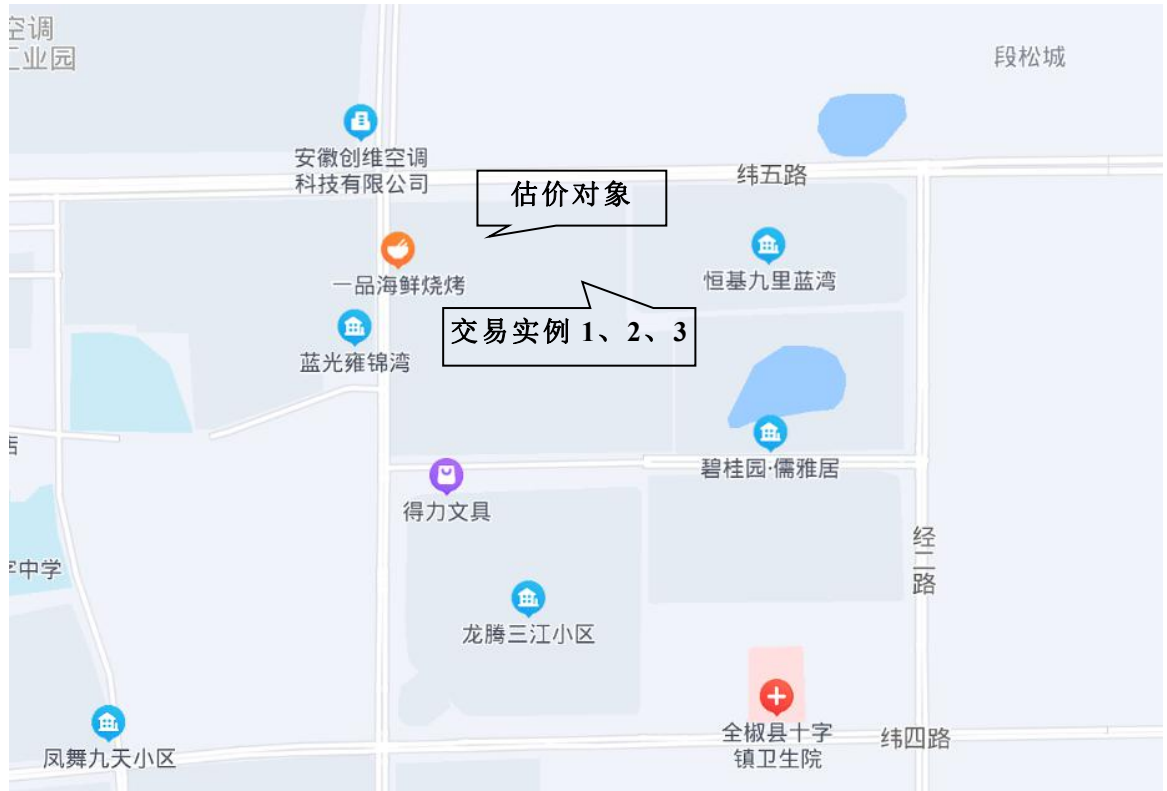 空调
工业园
段松城
安徽创维空调
科技有限公司
纬五路
估价对象
一品海鲜烧烤
恒基九里蓝湾
交易实例 1、2、3
蓝光雍锦湾
碧桂园·儒雅居
得力文具
经二路
字中学
龙腾三江小区
全椒县十字
镇卫生院
纬四路
凤舞九天小区